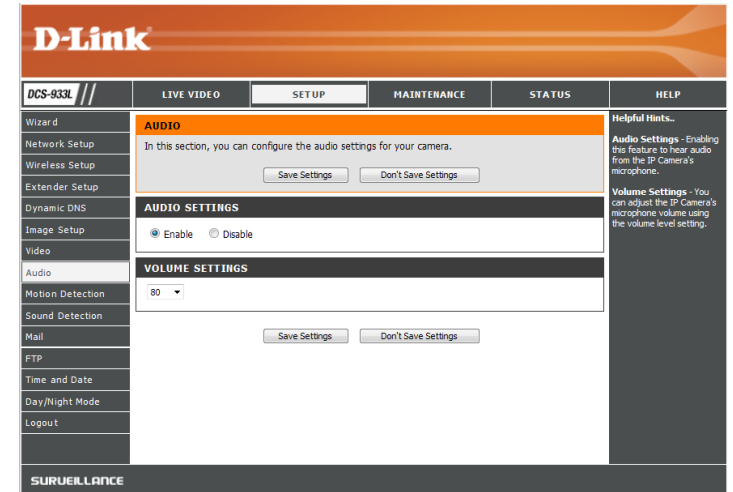 D-Link
DCS-933L
LIVE VIDEO
SETUP
MAINTENANCE
STATUS
HELP
Wizard
Network Setup
Wireless Setup
Extender Setup
Dynamic DNS
Image Setup
Video
Audio
Motion Detection
Sound Detection
Mail
FTP
Time and Date
Day/Night Mode
Logout
AUDIO
In this section, you can configure the audio settings for your camera.
Save Settings
Don't Save Settings
AUDIO SETTINGS
Enable
Disable
VOLUME SETTINGS
80
Save Settings
Don't Save Settings
Helpful Hints..
Audio Settings - Enabling
this feature to hear audio
from the IP Camera's
microphone.
Volume Settings - You
can adjust the IP Camera's
microphone volume using
the volume level setting.
SURVEILLANCE